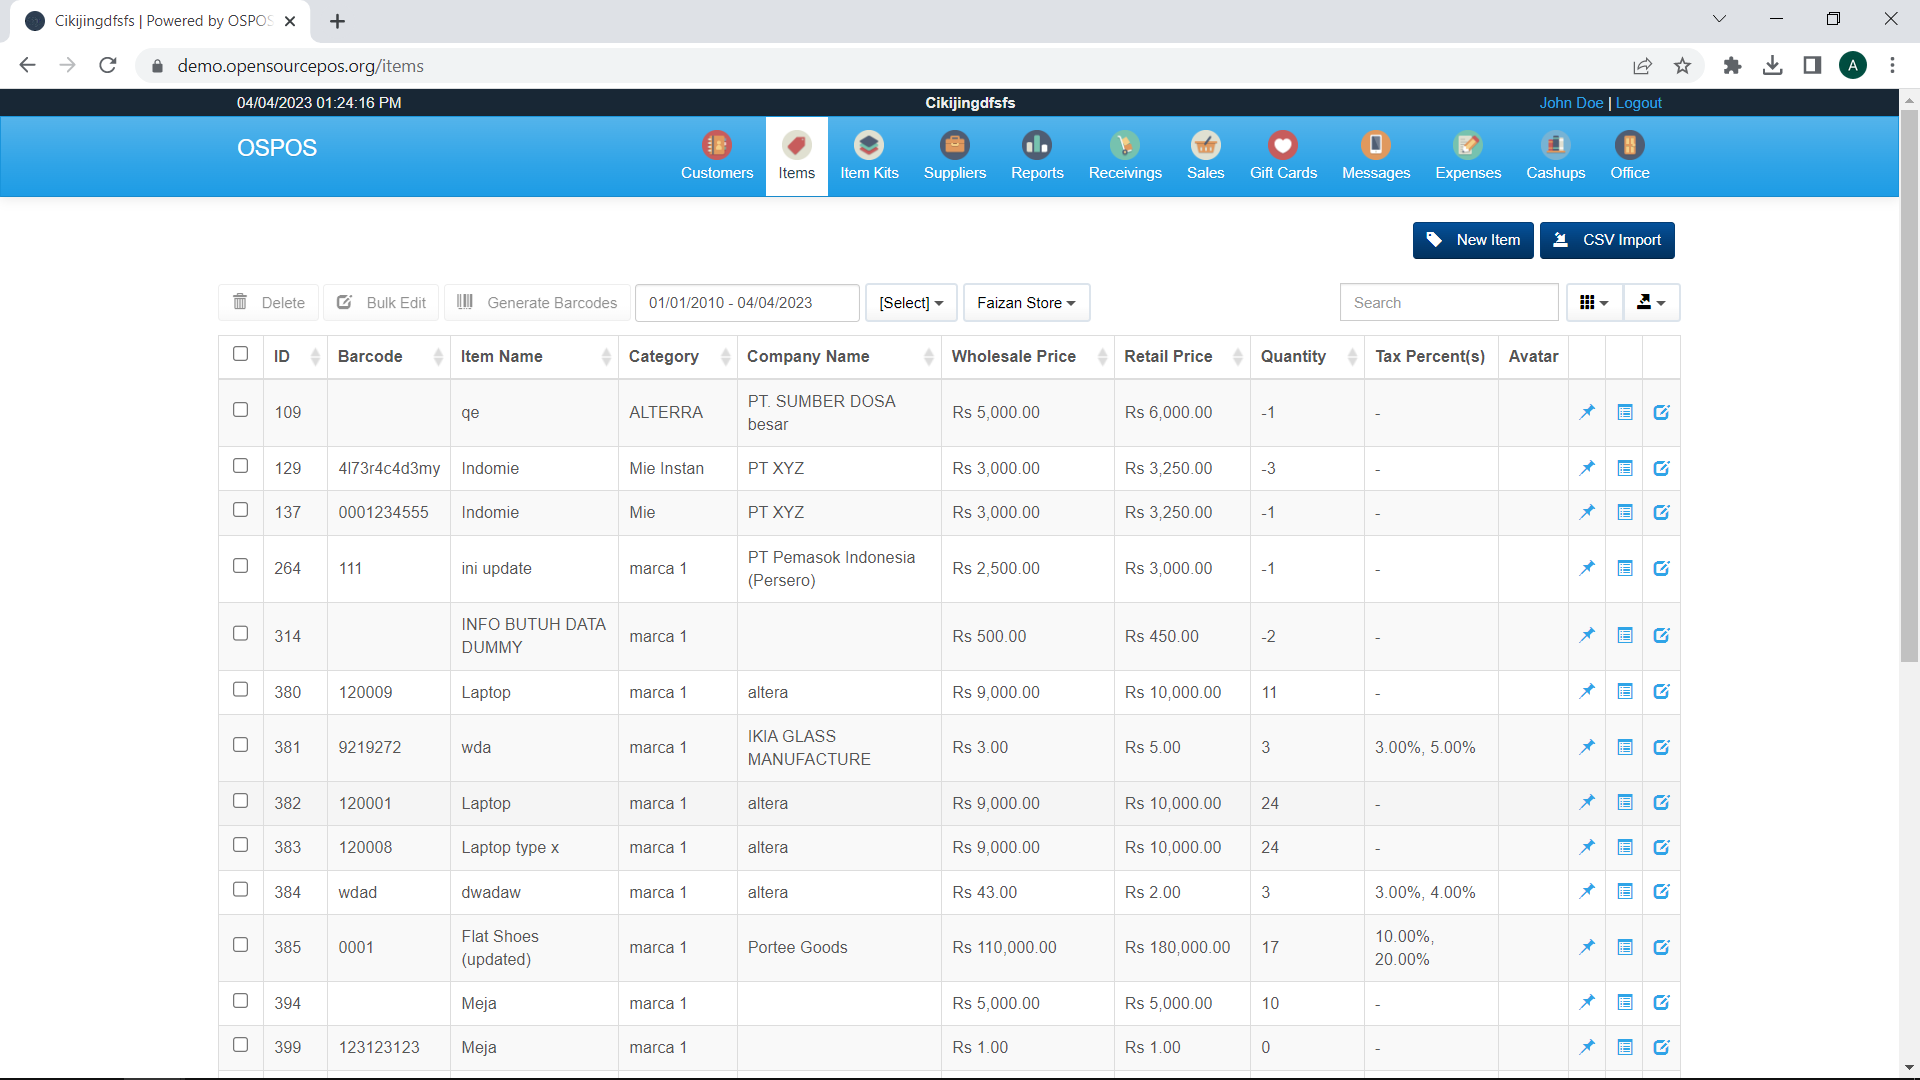 Cikijingdfsfs | Powered by OSPOS
demo.opensourcepos.org/items
A
04/04/2023 01:24:16 PM
Cikijingdfsfs
John Doe | Logout
OSPOS
Customers
Items
Item Kits
Suppliers
Reports
Receivings
Sales
Gift Cards
Messages
Expenses
Cashups
Office
New Item
CSV Import
Delete
Bulk Edit
Generate Barcodes
01/01/2010 - 04/04/2023
[Select]
Faizan Store
Search
ID Barcode Item Name Category Company Name Wholesale Price Retail Price Quantity Tax Percent(s) Avatar
109 qe ALTERRA PT. SUMBER DOSA besar Rs 5,000.00 Rs 6,000.00 -1 -
129 4l73r4c4d3my Indomie Mie Instan PT XYZ Rs 3,000.00 Rs 3,250.00 -3 -
137 0001234555 Indomie Mie PT XYZ Rs 3,000.00 Rs 3,250.00 -1 -
264 111 ini update marca 1 PT Pemasok Indonesia (Persero) Rs 2,500.00 Rs 3,000.00 -1 -
314 INFO BUTUH DATA DUMMY marca 1 Rs 500.00 Rs 450.00 -2 -
380 120009 Laptop marca 1 altera Rs 9,000.00 Rs 10,000.00 11 -
381 9219272 wda marca 1 IKIA GLASS MANUFACTURE Rs 3.00 Rs 5.00 3 3.00%, 5.00%
382 120001 Laptop marca 1 altera Rs 9,000.00 Rs 10,000.00 24 -
383 120008 Laptop type x marca 1 altera Rs 9,000.00 Rs 10,000.00 24 -
384 wdad dwadaw marca 1 altera Rs 43.00 Rs 2.00 3 3.00%, 4.00%
385 0001 Flat Shoes (updated) marca 1 Portee Goods Rs 110,000.00 Rs 180,000.00 17 10.00%, 20.00%
394 Meja marca 1 Rs 5,000.00 Rs 5,000.00 10 -
399 123123123 Meja marca 1 Rs 1.00 Rs 1.00 0 -